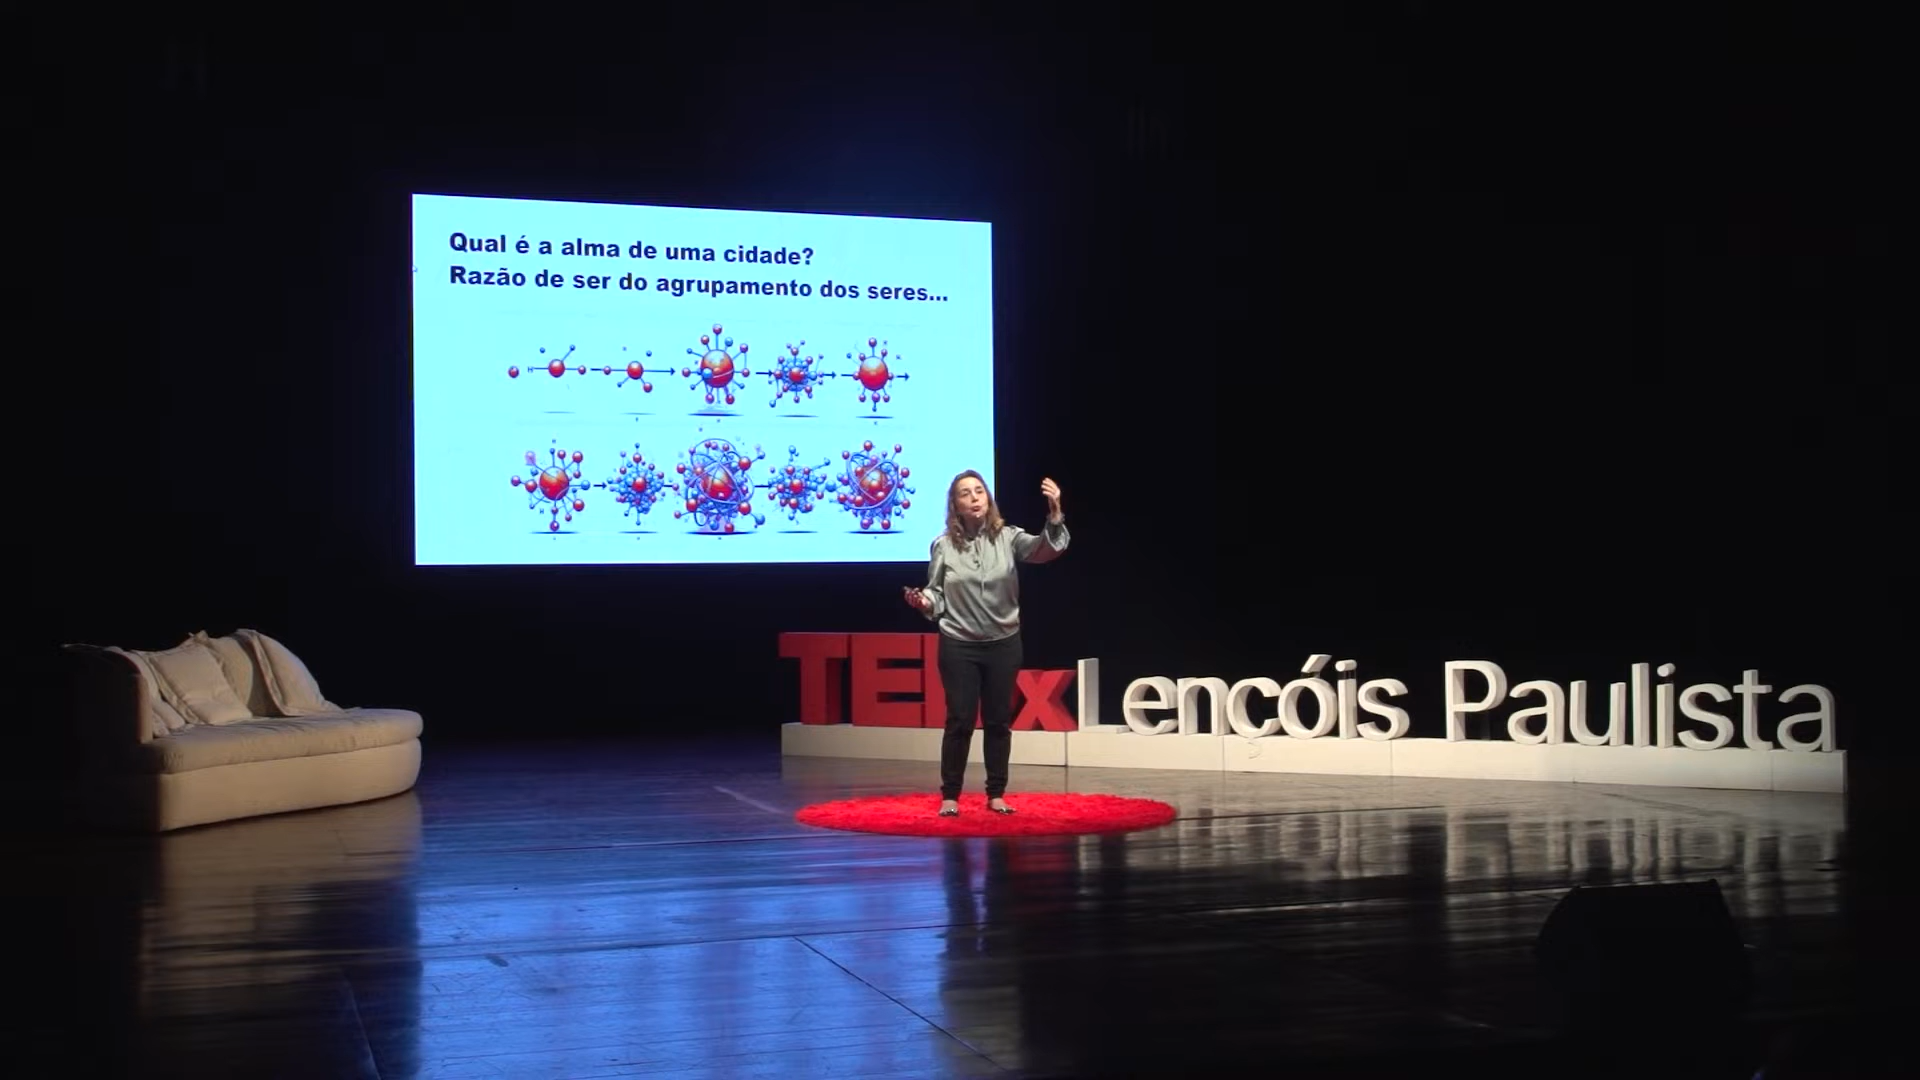 Qual é a alma de uma cidade?
Razão de ser do agrupamento dos seres...
TEDxLençóis Paulista